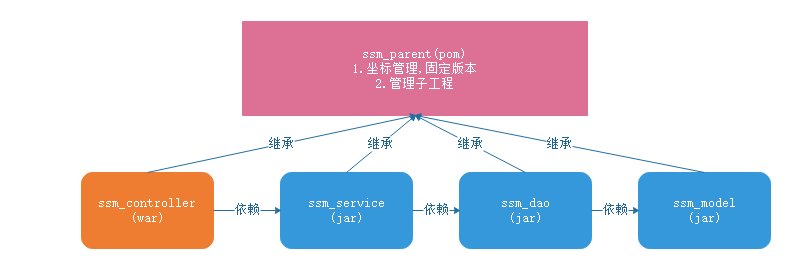 ssm_parent(pom)
1.坐标管理,固定版本
2.管理子工程
继承
继承
继承
继承
ssm_controller
(war)
依赖
ssm_service
(jar)
依赖
ssm_dao
(jar)
依赖
ssm_model
(jar)